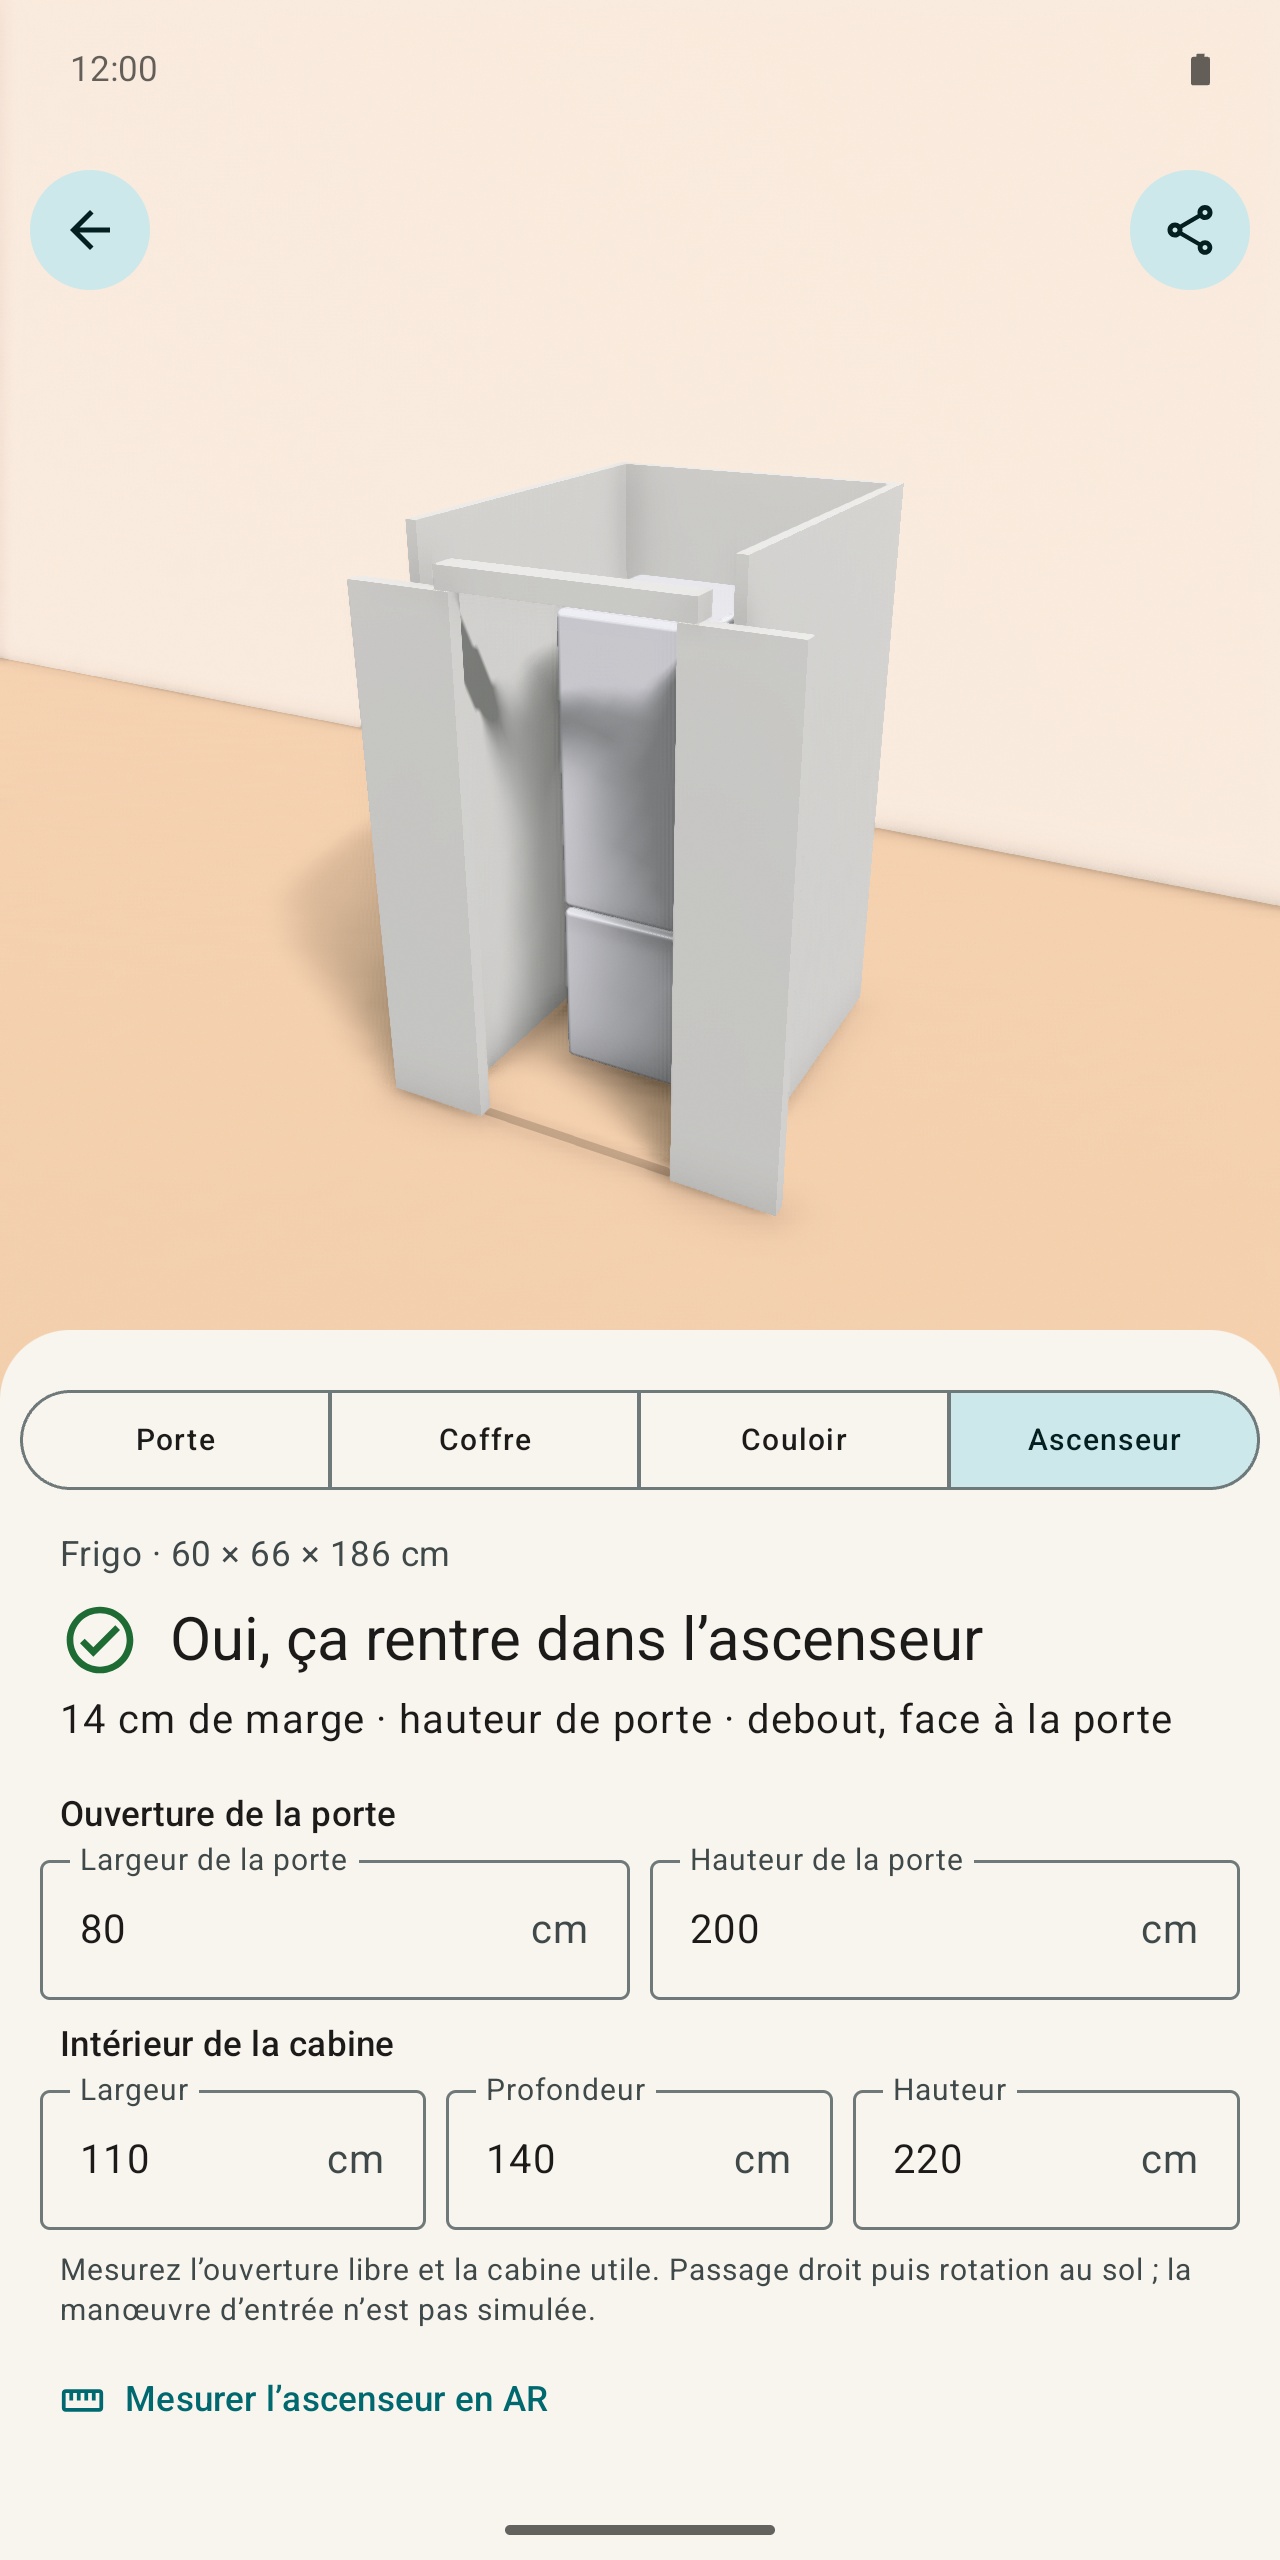 12:00
Porte
Coffre
Couloir
Ascenseur
Frigo · 60 × 66 × 186 cm
Oui, ça rentre dans l’ascenseur
14 cm de marge · hauteur de porte · debout, face à la porte
Ouverture de la porte
Largeur de la porte
80 cm
Hauteur de la porte
200 cm
Intérieur de la cabine
Largeur
110 cm
Profondeur
140 cm
Hauteur
220 cm
Mesurez l’ouverture libre et la cabine utile. Passage droit puis rotation au sol ; la
manœuvre d’entrée n’est pas simulée.
Mesurer l’ascenseur en AR